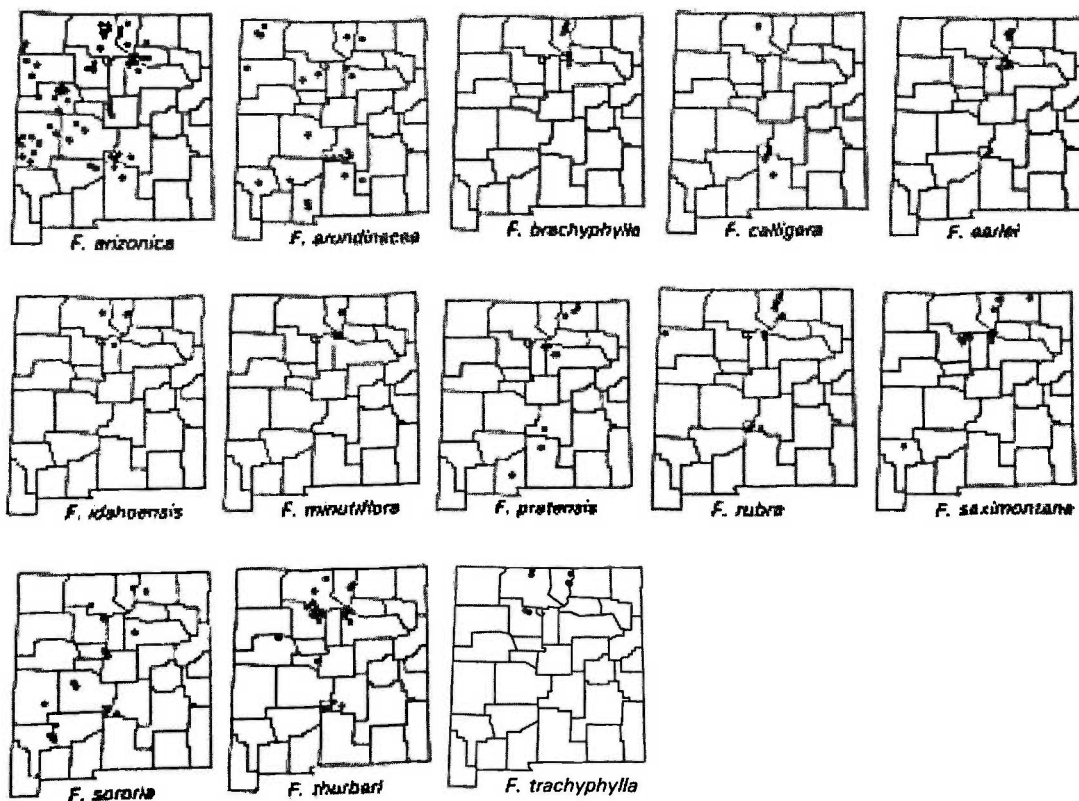 F. arizonica
F. arundinacea
F. brachyphylla
F. calligera
F. earlei
F. idahoensis
F. minutiflora
F. pratensis
F. rubra
F. saximontana
F. sororia
F. thurberi
F. trachyphylla